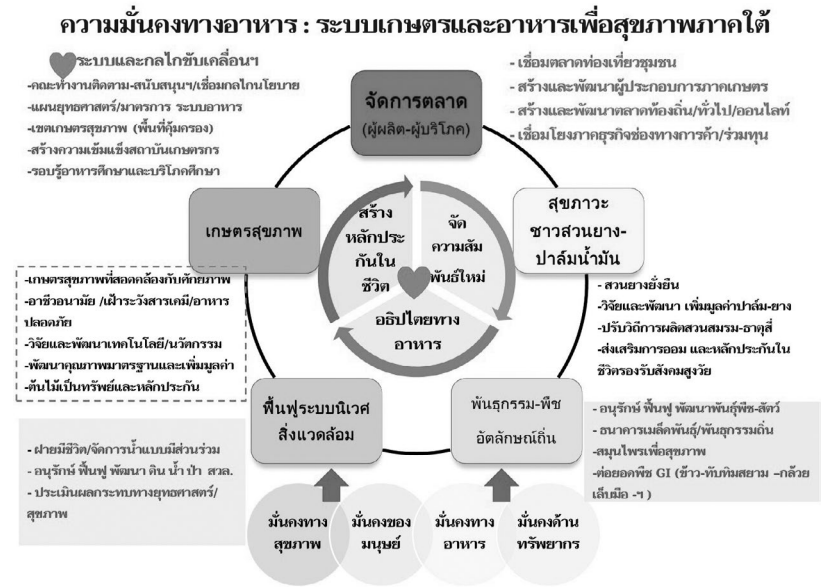 ความมั่นคงทางอาหาร : ระบบเกษตรและอาหารเพื่อสุขภาพภาคใต้
ระบบและกลไกขับเคลื่อนฯ
-คณะทำงานติดตาม-สนับสนุนฯ/เชื่อมกลไกนโยบาย
-แผนยุทธศาสตร์/มาตรการ ระบบอาหาร
-เขตเกษตรสุขภาพ (พื้นที่คุ้มครอง)
-สร้างความเข้มแข็งสถาบันเกษตรกร
-รอบรู้อาหารศึกษาและบริโภคศึกษา
จัดการตลาด
(ผู้ผลิต-ผู้บริโภค)
- เชื่อมตลาดท่องเที่ยวชุมชน
- สร้างและพัฒนาผู้ประกอบการภาคเกษตร
- สร้างและพัฒนาตลาดท้องถิ่น/ทั่วไป/ออนไลท์
- เชื่อมโยงภาคธุรกิจช่องทางการค้า/ร่วมทุน
เกษตรสุขภาพ
สร้าง
หลักประ
กันใน
ชีวิต
จัด
ความสัม
พันธ์ใหม่
อธิปไตยทาง
อาหาร
สุขภาวะ
ชาวสวนยาง-
ปาล์มน้ำมัน
-เกษตรสุขภาพที่สอดคล้องกับศักยภาพ
-อาชีวอนามัย /เฝ้าระวังสารเคมี/อาหาร
ปลอดภัย
-วิจัยและพัฒนาเทคโนโลยี/นวัตกรรม
-พัฒนาคุณภาพมาตรฐานและเพิ่มมูลค่า
-ต้นไม้เป็นทรัพย์และหลักประกัน
- สวนยางยั่งยืน
-วิจัยและพัฒนา เพิ่มมูลค่าปาล์ม-ยาง
-ปรับวิถีการผลิตสวนสมรม-ธาตุสี่
-ส่งเสริมการออม และหลักประกันใน
ชีวิตรองรับสังคมสูงวัย
ฟื้นฟูระบบนิเวศ
สิ่งแวดล้อม
พันธุกรรม-พืช
อัตลักษณ์ถิ่น
- ฝายมีชีวิต/จัดการน้ำแบบมีส่วนร่วม
- อนุรักษ์ ฟื้นฟู พัฒนา ดิน น้ำ ป่า สวล.
- ประเมินผลกระทบทางยุทธศาสตร์/
สุขภาพ
- อนุรักษ์ ฟื้นฟู พัฒนาพันธุ์พืช-สัตว์
- ธนาคารเมล็ดพันธุ์/พันธุกรรมถิ่น
-สมุนไพรเพื่อสุขภาพ
-ต่อยอดพืช GI (ข้าว-ทับทิมสยาม –กล้วย
เล็บมือ -ฯ )
มั่นคงทาง
สุขภาพ
มั่นคงของ
มนุษย์
มั่นคงทาง
อาหาร
มั่นคงด้าน
ทรัพยากร